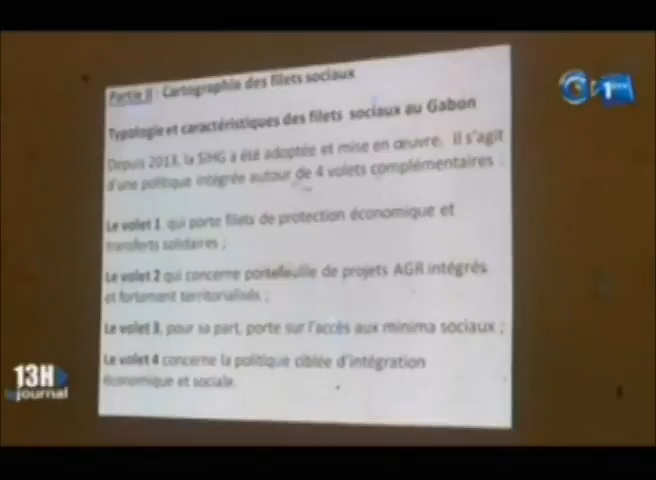 Partie II : Cartographie des filets sociaux
Typologie et caractéristiques des filets sociaux au Gabon
Depuis 2013, la SIHG a été adoptée et mise en œuvre. Il s'agit
d'une politique intégrée autour de 4 volets complémentaires :
Le volet 1 qui porte filets de protection économique et
transferts solidaires ;
Le volet 2 qui concerne portefeuille de projets AGR intégrés
et fortement territorialisés ;
Le volet 3, pour sa part, porte sur l'accès aux minima sociaux ;
Le volet 4 concerne la politique ciblée d'intégration
économique et sociale.
13H
journal
1